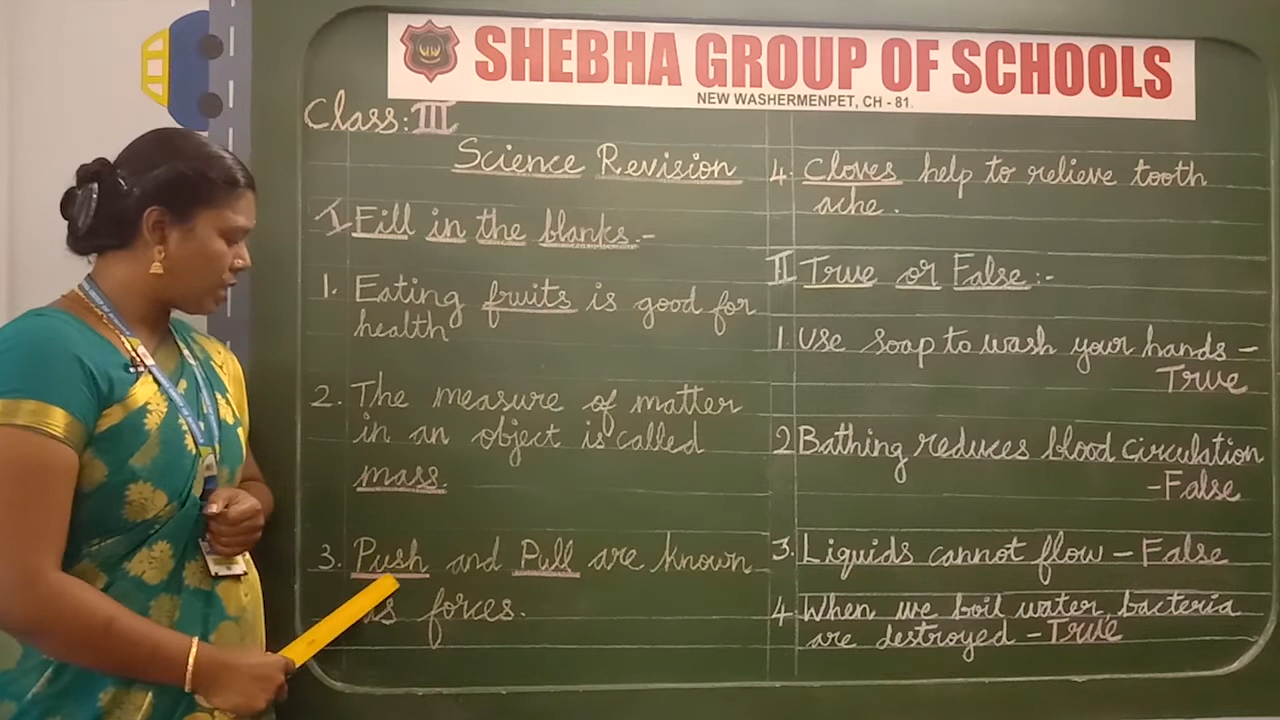 SHEBHA GROUP OF SCHOOLS
NEW WASHERMENPET, CH - 81.
Class: III
Science Revision
I Fill in the blanks.-
1. Eating fruits is good for
health
2. The measure of matter
in an object is called
mass.
3. Push and Pull are known
as forces.
4. Cloves help to relieve tooth
ache.
II True or False:-
1. Use soap to wash your hands -
True
2 Bathing reduces blood circulation
- False
3. Liquids cannot flow - False
4. When we boil water bacteria
are destroyed - True